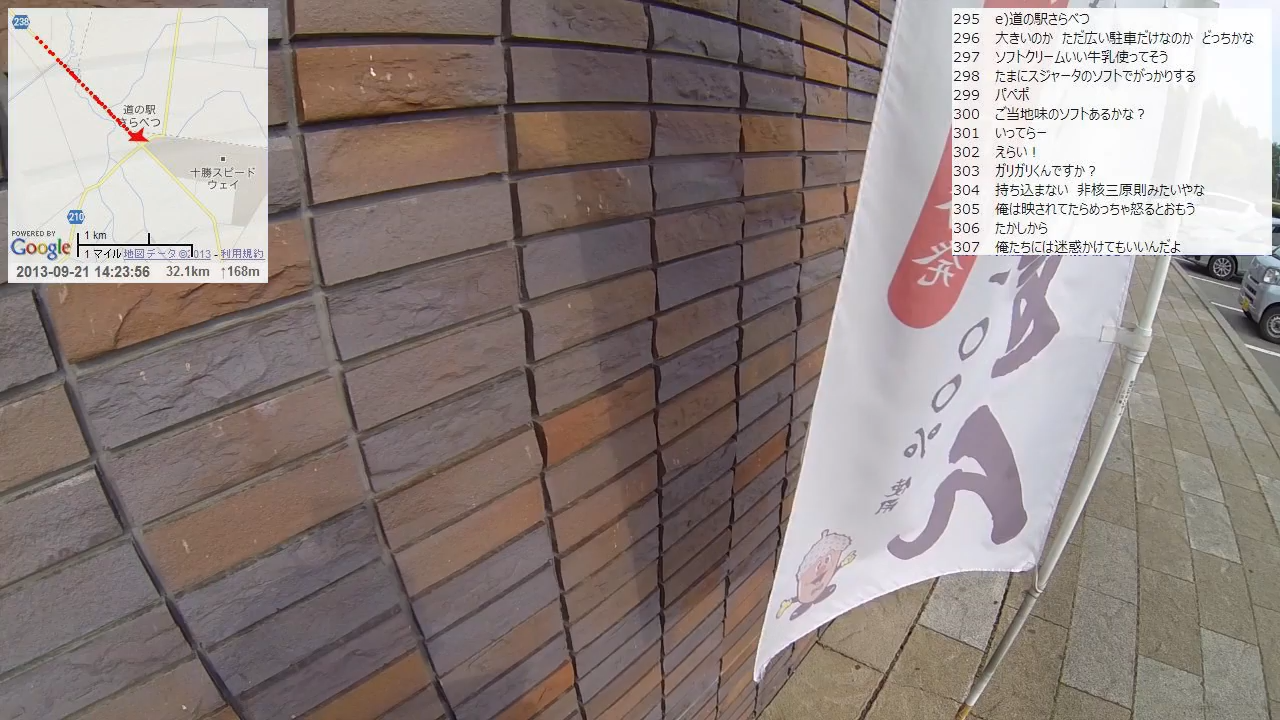 238
道の駅
さらべつ
十勝スピード
ウェイ
210
POWERED BY
Google
1 km
1 マイル
地図データ ©2013 - 利用規約
2013-09-21 14:23:56 32.1km ↑168m
295 e)道の駅さらべつ
296 大きいのか ただ広い駐車だけなのか どっちかな
297 ソフトクリームいい牛乳使ってそう
298 たまにスジャータのソフトでがっかりする
299 パペポ
300 ご当地味のソフトあるかな？
301 いってらー
302 えらい！
303 ガリガリくんですか？
304 持ち込まない 非核三原則みたいやな
305 俺は映されてたらめっちゃ怒るとおもう
306 たかしから
307 俺たちには迷惑かけてもいいんだよ
発
００％
使用